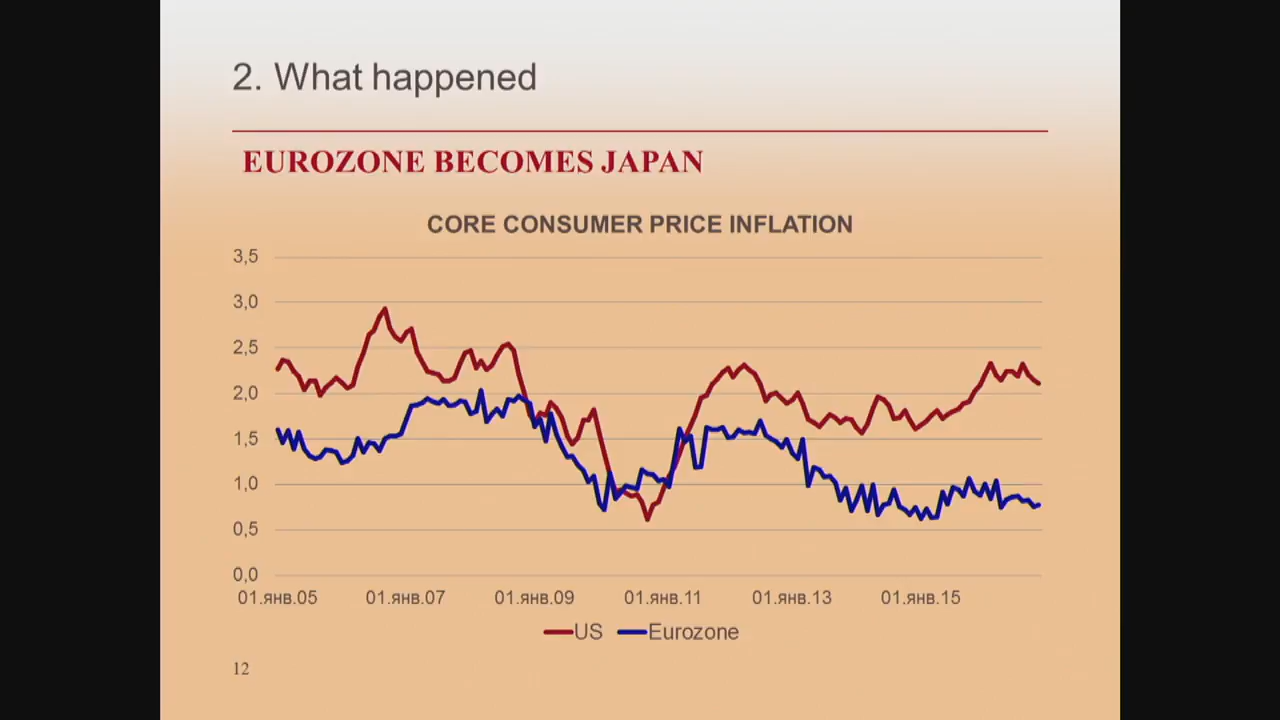 2. What happened
EUROZONE BECOMES JAPAN
CORE CONSUMER PRICE INFLATION
3,5
3,0
2,5
2,0
1,5
1,0
0,5
0,0
01.янв.05 01.янв.07 01.янв.09 01.янв.11 01.янв.13 01.янв.15
US Eurozone
12